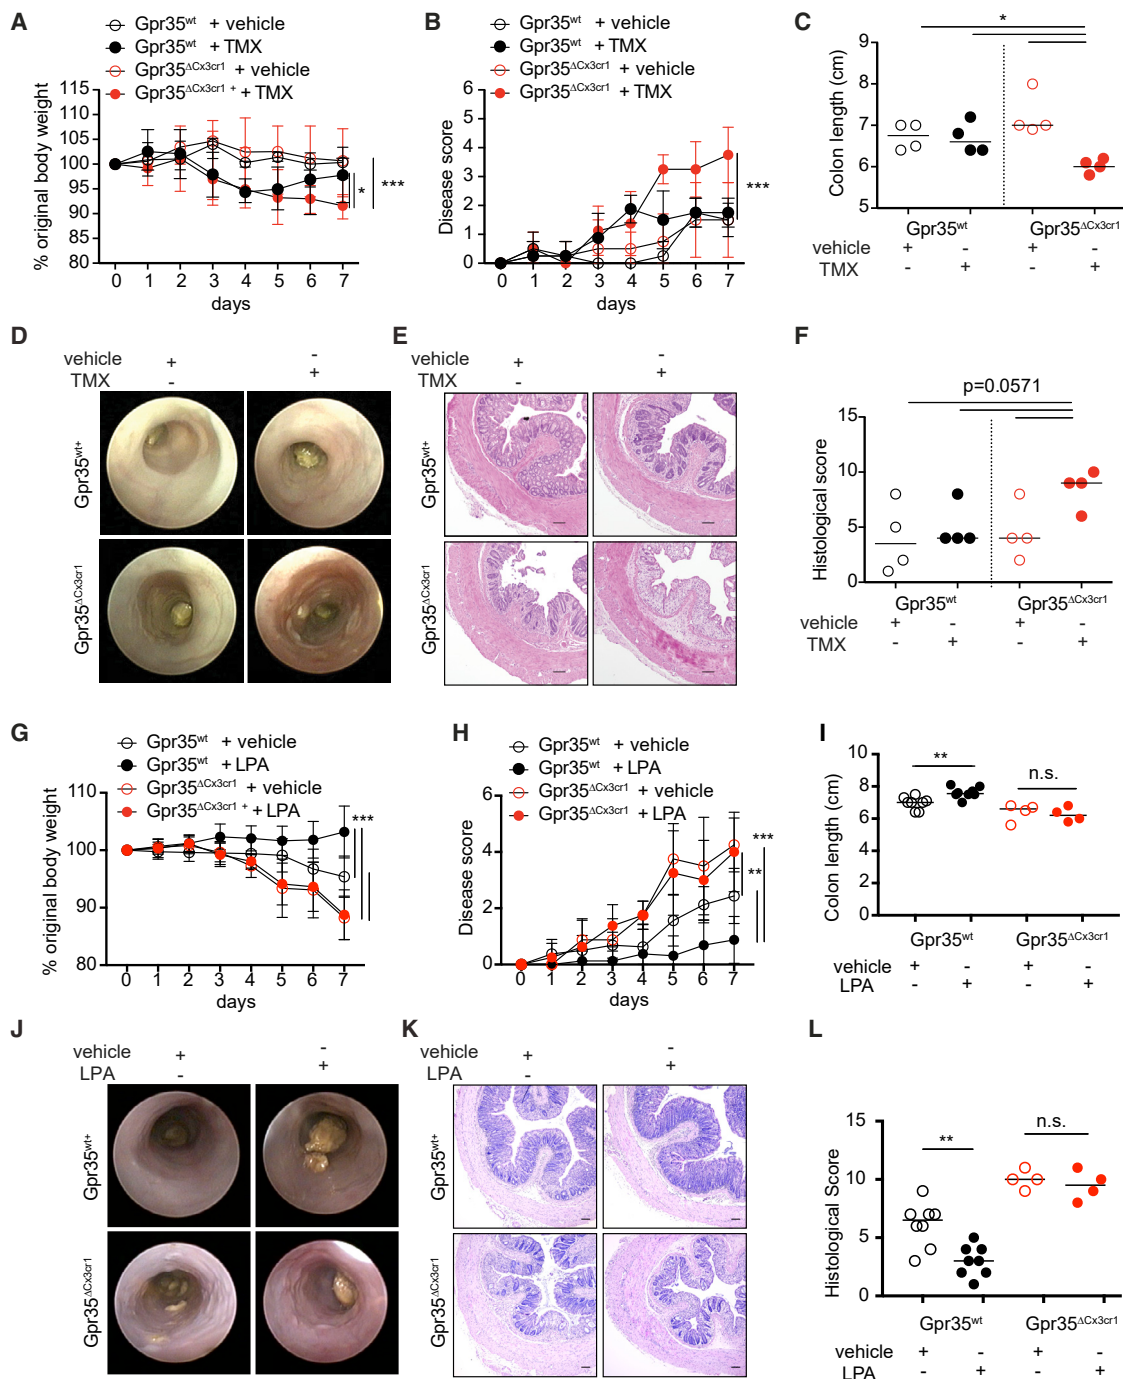 A
Gpr35wt + vehicle
Gpr35wt + TMX
Gpr35ΔCx3cr1 + vehicle
Gpr35ΔCx3cr1 + + TMX
% original body weight
115
110
105
100
95
90
85
80
0 1 2 3 4 5 6 7
days
* ***
B
Gpr35wt + vehicle
Gpr35wt + TMX
Gpr35ΔCx3cr1 + vehicle
Gpr35ΔCx3cr1 + TMX
Disease score
6
5
4
3
2
1
0
0 1 2 3 4 5 6 7
days
***
C
*
Colon length (cm)
9
8
7
6
5
Gpr35wt Gpr35ΔCx3cr1
vehicle + - + -
TMX - + - +
D
vehicle + -
TMX - +
Gpr35wt+
Gpr35ΔCx3cr1
E
vehicle + -
TMX - +
Gpr35wt+
Gpr35ΔCx3cr1
F
p=0.0571
Histological score
15
10
5
0
Gpr35wt Gpr35ΔCx3cr1
vehicle + - + -
TMX - + - +
G
Gpr35wt + vehicle
Gpr35wt + LPA
Gpr35ΔCx3cr1 + vehicle
Gpr35ΔCx3cr1 + + LPA
% original body weight
110
100
90
80
0 1 2 3 4 5 6 7
days
***
H
Gpr35wt + vehicle
Gpr35wt + LPA
Gpr35ΔCx3cr1 + vehicle
Gpr35ΔCx3cr1 + LPA
Disease score
6
4
2
0
0 1 2 3 4 5 6 7
days
***
**
I
** n.s.
Colon length (cm)
10
8
6
4
2
0
Gpr35wt Gpr35ΔCx3cr1
vehicle + - + -
LPA - + - +
J
vehicle + -
LPA - +
Gpr35wt+
Gpr35ΔCx3cr1
K
vehicle + -
LPA - +
Gpr35wt+
Gpr35ΔCx3cr1
L
** n.s.
Histological Score
15
10
5
0
Gpr35wt Gpr35ΔCx3cr1
vehicle + - + -
LPA - + - +